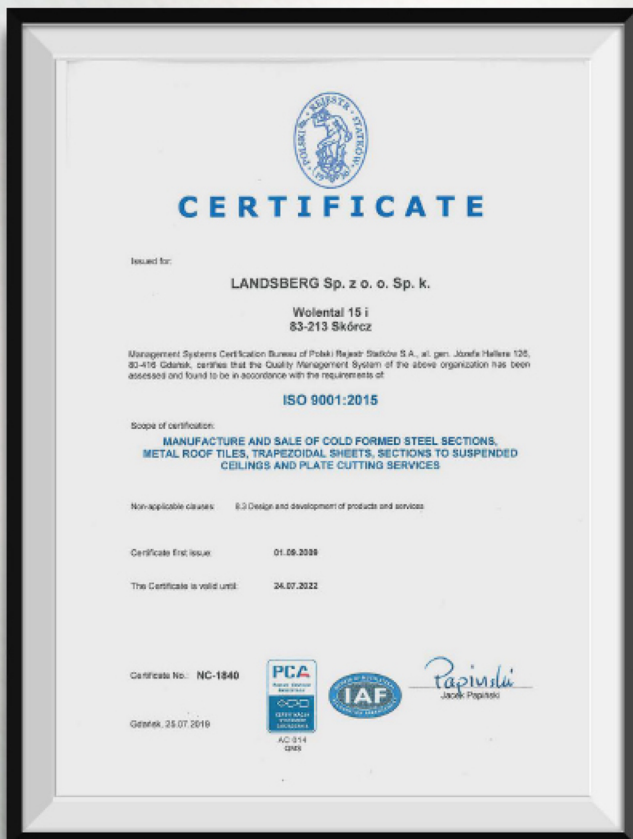 POLSKI REJESTR STATKÓW
1936
CERTIFICATE
Issued for:
LANDSBERG Sp. z o. o. Sp. k.
Wolental 15 i
83-213 Skórcz
Management Systems Certification Bureau of Polski Rejestr Statków S.A., al. gen. Józefa Hallera 126,
80-416 Gdańsk, certifies that the Quality Management System of the above organization has been
assessed and found to be in accordance with the requirements of:
ISO 9001:2015
Scope of certification:
MANUFACTURE AND SALE OF COLD FORMED STEEL SECTIONS,
METAL ROOF TILES, TRAPEZOIDAL SHEETS, SECTIONS TO SUSPENDED
CEILINGS AND PLATE CUTTING SERVICES
Non-applicable clauses: 8.3 Design and development of products and services
Certificate first issue: 01.09.2009
The Certificate is valid until: 24.07.2022
Certificate No.: NC-1840
Gdańsk, 25.07.2019
PCA
AC 014
QMS
IAF
Papiński
Jacek Papiński